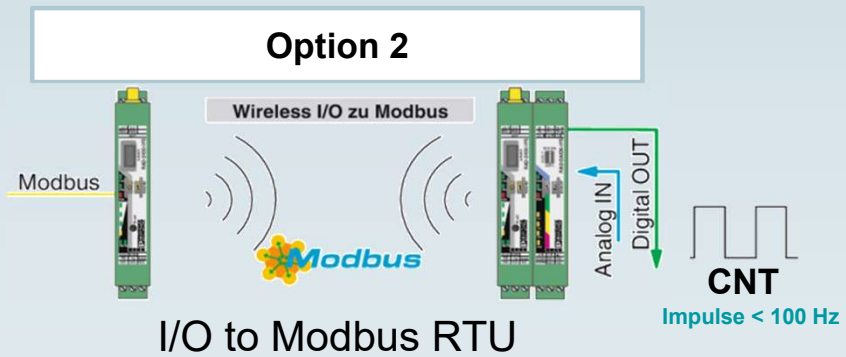 Option 2
Wireless I/O zu Modbus
Modbus
Modbus
Analog IN
Digital OUT
CNT
Impulse < 100 Hz
I/O to Modbus RTU